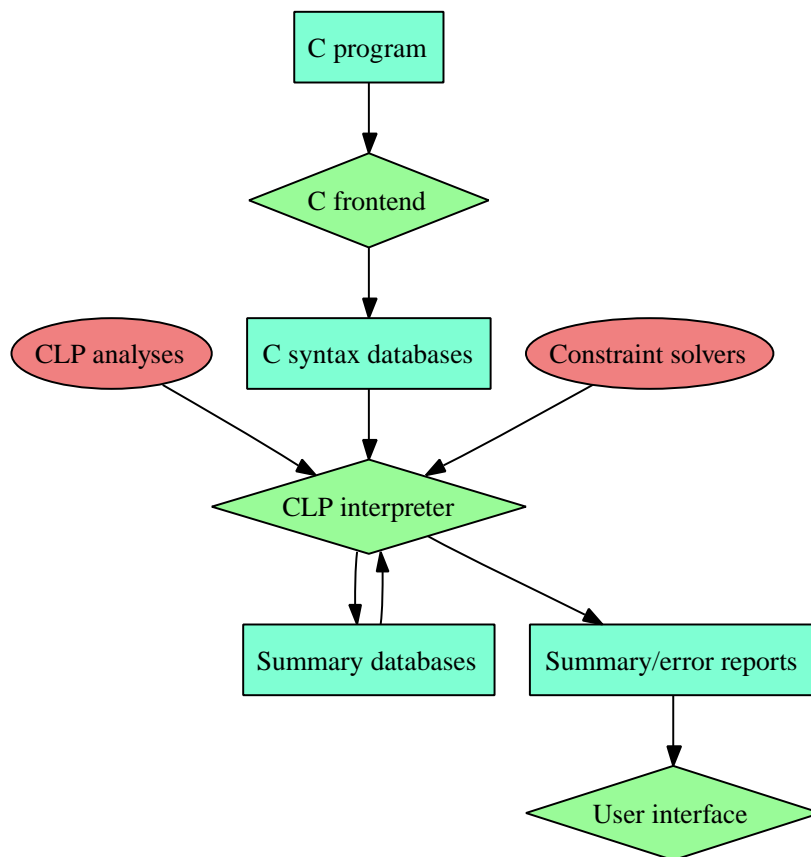 C program
C frontend
CLP analyses
C syntax databases
Constraint solvers
CLP interpreter
Summary databases
Summary/error reports
User interface